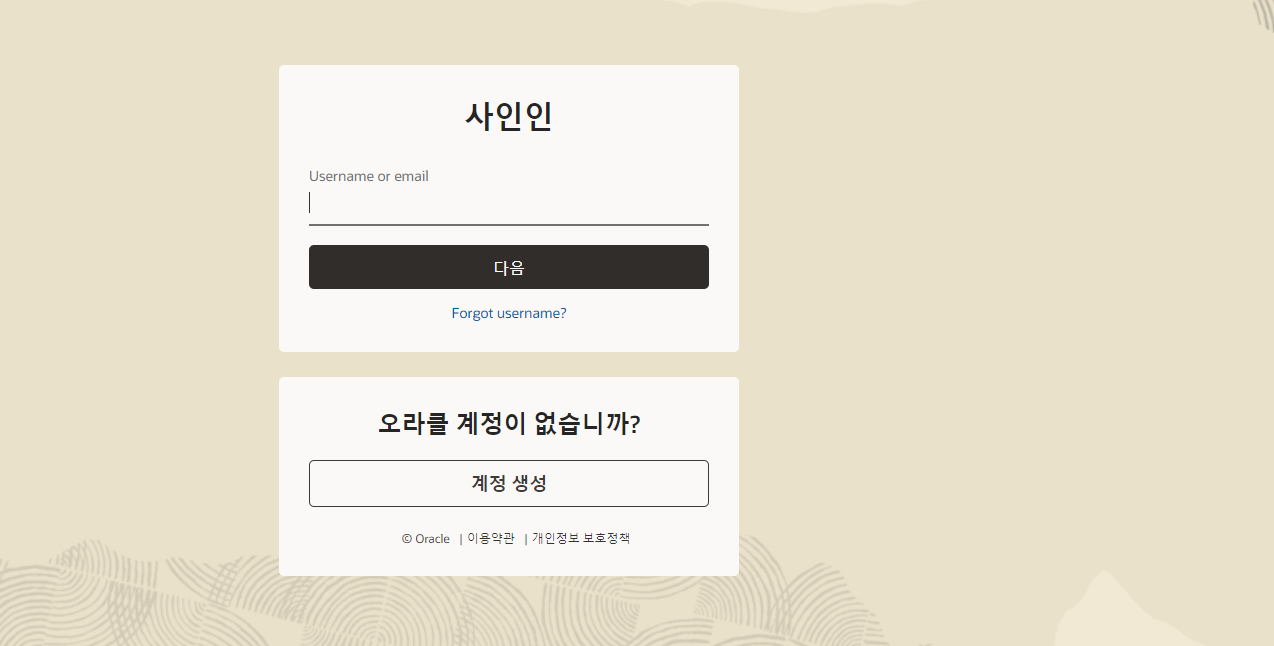 사인인
Username or email
다음
Forgot username?
오라클 계정이 없습니까?
계정 생성
© Oracle | 이용약관 | 개인정보 보호정책